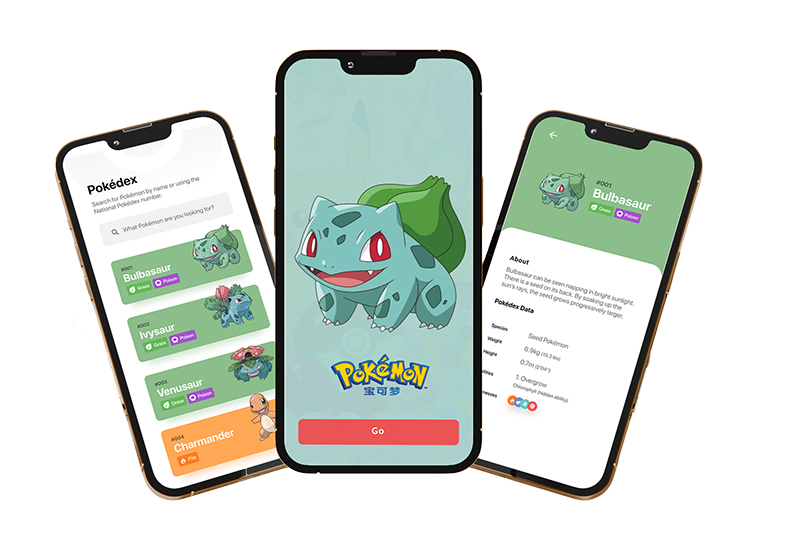 Pokédex
Search for Pokémon by name or using the
National Pokédex number.
What Pokémon are you looking for?
#001
Bulbasaur
Grass
Poison
#002
Ivysaur
Grass
Poison
#003
Venusaur
Grass
Poison
#004
Charmander
Fire
POKéMON
宝可梦
Go
#001
Bulbasaur
Grass
Poison
About
Bulbasaur can be seen napping in bright sunlight.
There is a seed on its back. By soaking up the
sun's rays, the seed grows progressively larger.
Pokédex Data
Species
Seed Pokémon
Weight
6.9kg (15.2 lbs)
Height
0.7m (2'04")
lities
1. Overgrow
Chlorophyll (hidden ability)
nesses